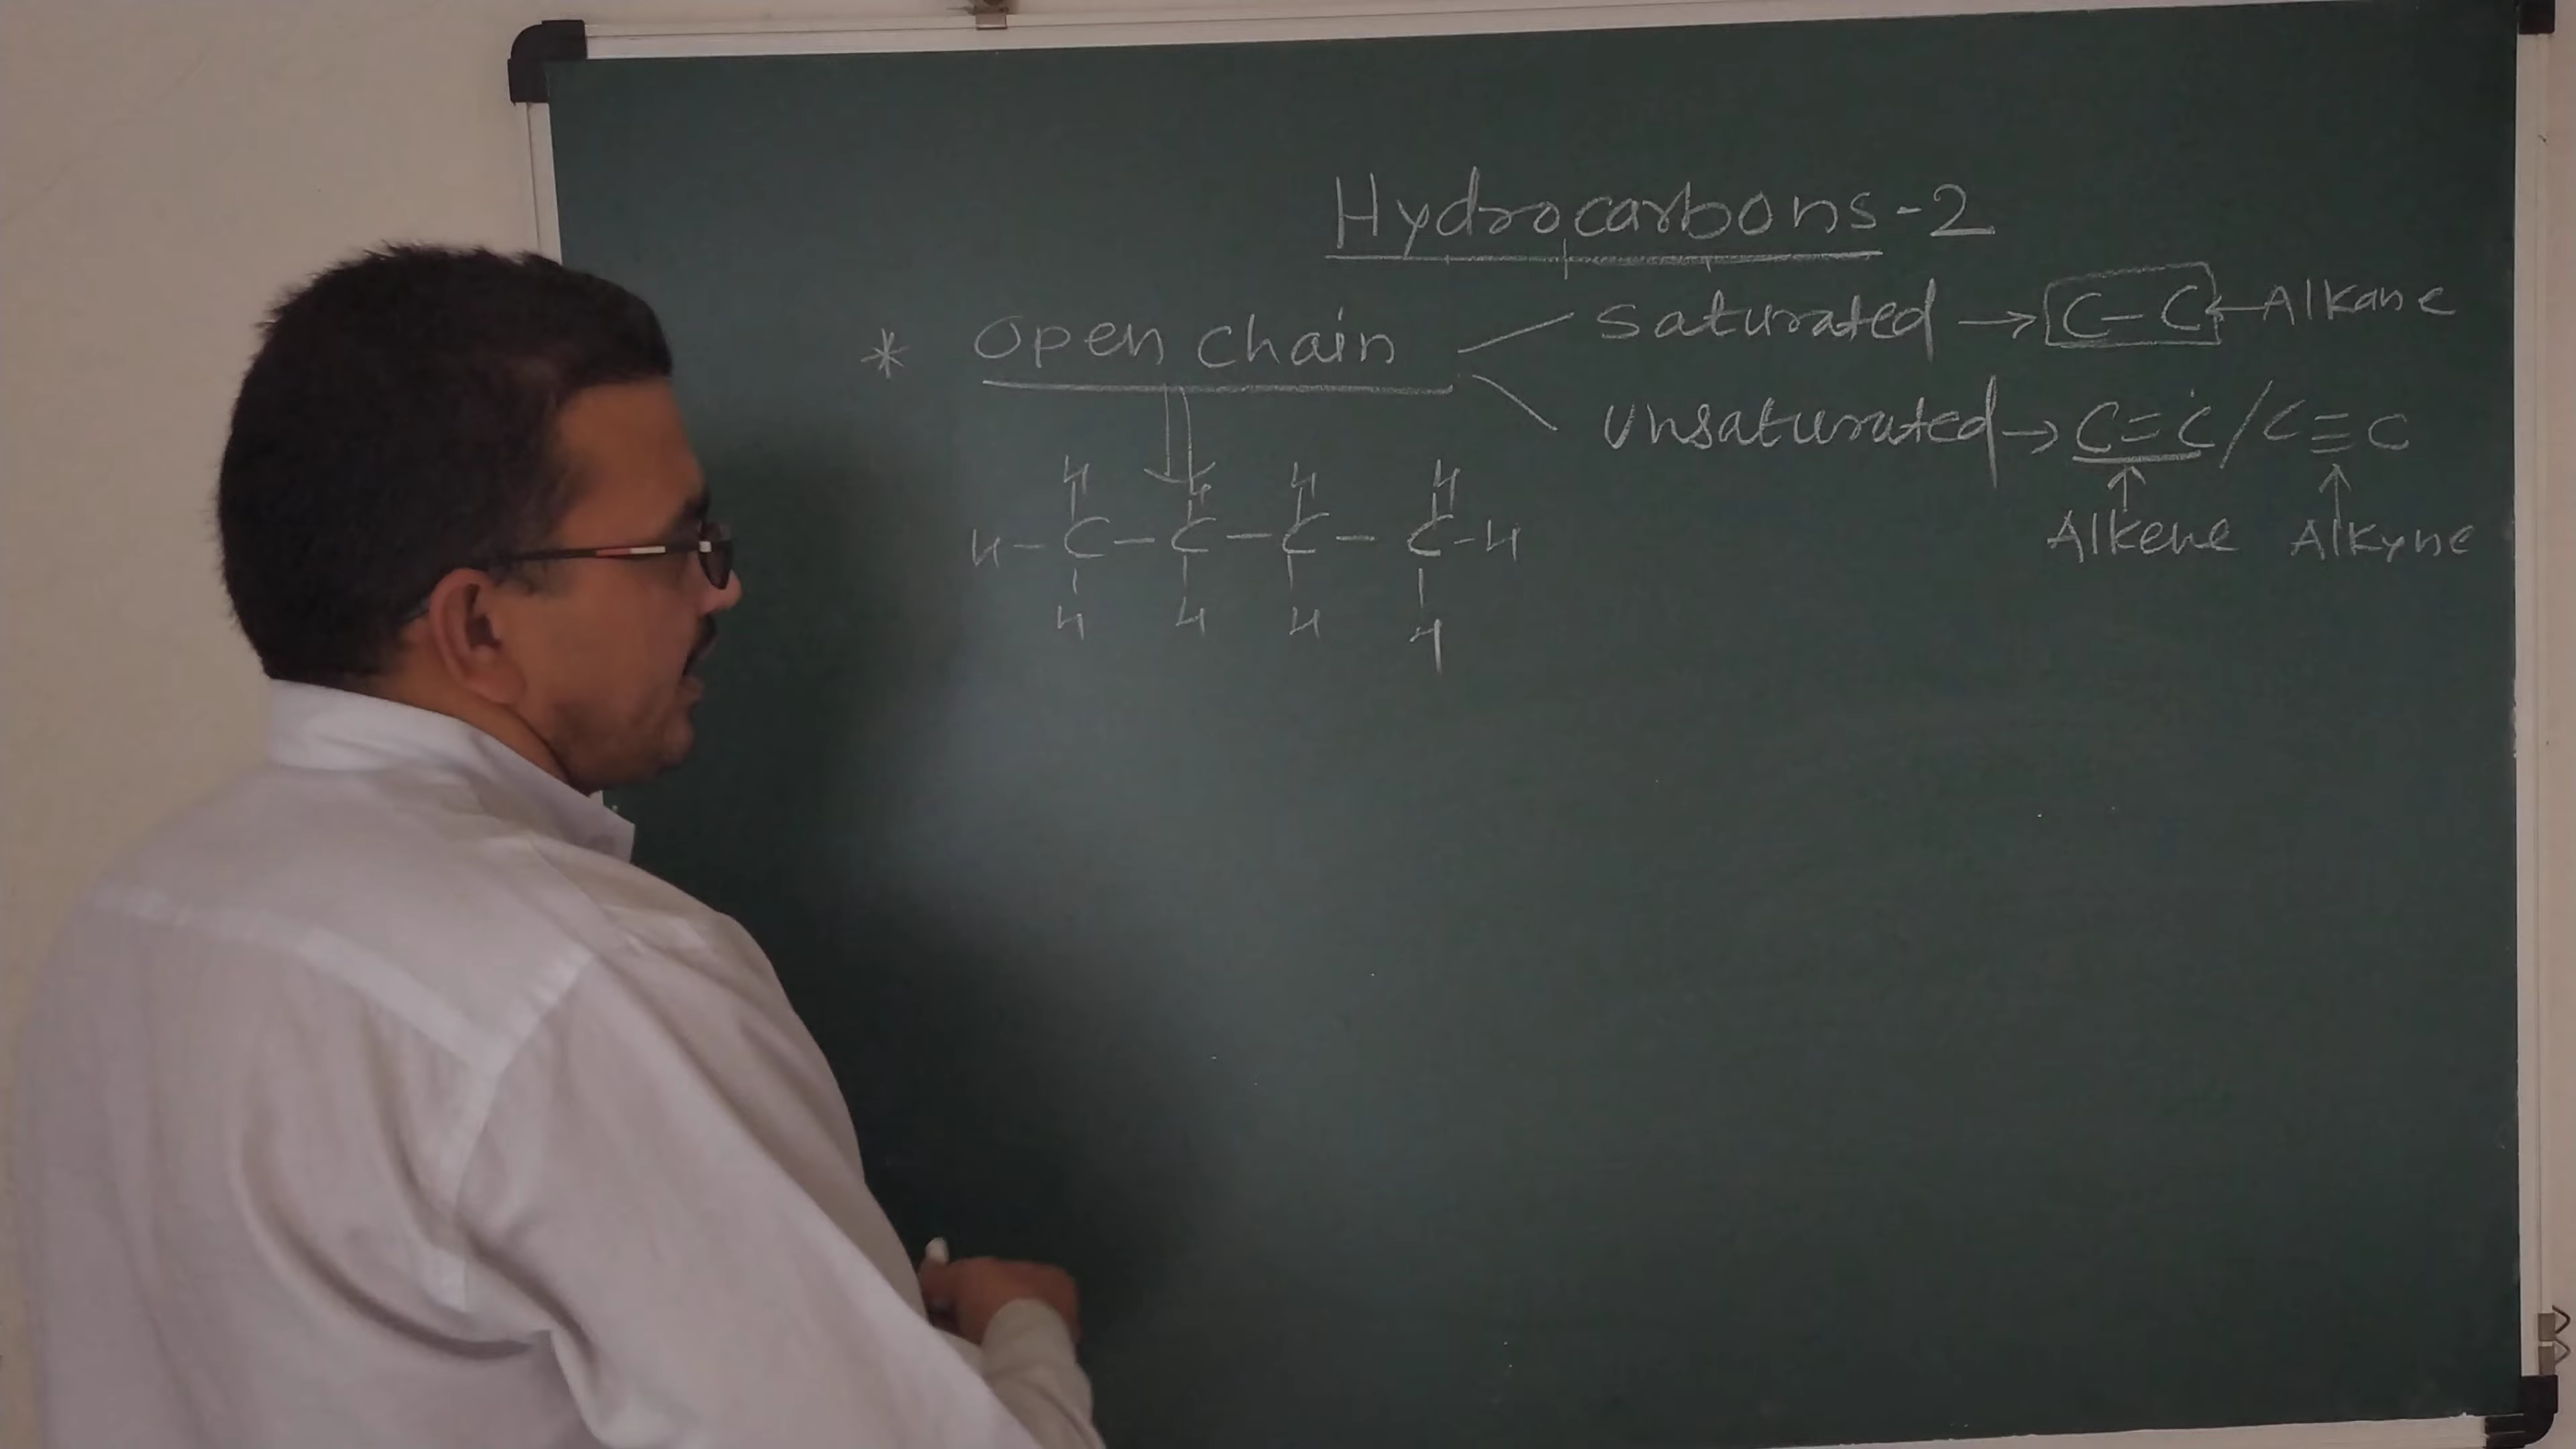 Hydrocarbons-2
* Open chain
Saturated → C-C ← Alkane
Unsaturated → C=C / C≡C
↑ ↑
Alkene Alkyne
H H H H
H-C-C-C-C-H
H H H H